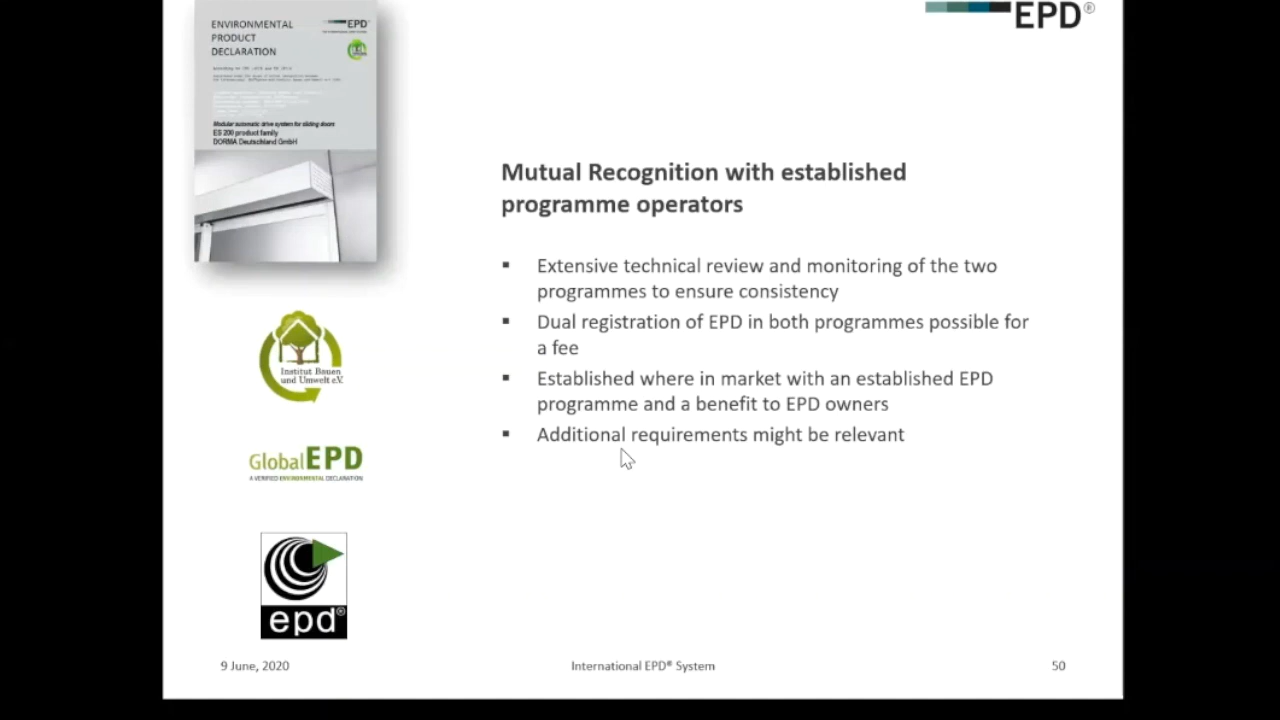 ENVIRONMENTAL
PRODUCT
DECLARATION
EPD®
Modular automatic drive system for sliding doors
ES 200 product family
DORMA Deutschland GmbH
EPD®
Mutual Recognition with established
programme operators
▪ Extensive technical review and monitoring of the two
programmes to ensure consistency
▪ Dual registration of EPD in both programmes possible for
a fee
▪ Established where in market with an established EPD
programme and a benefit to EPD owners
▪ Additional requirements might be relevant
Institut Bauen
und Umwelt e.V.
GlobalEPD
A VERIFIED ENVIRONMENTAL DECLARATION
epd®
9 June, 2020
International EPD® System
50